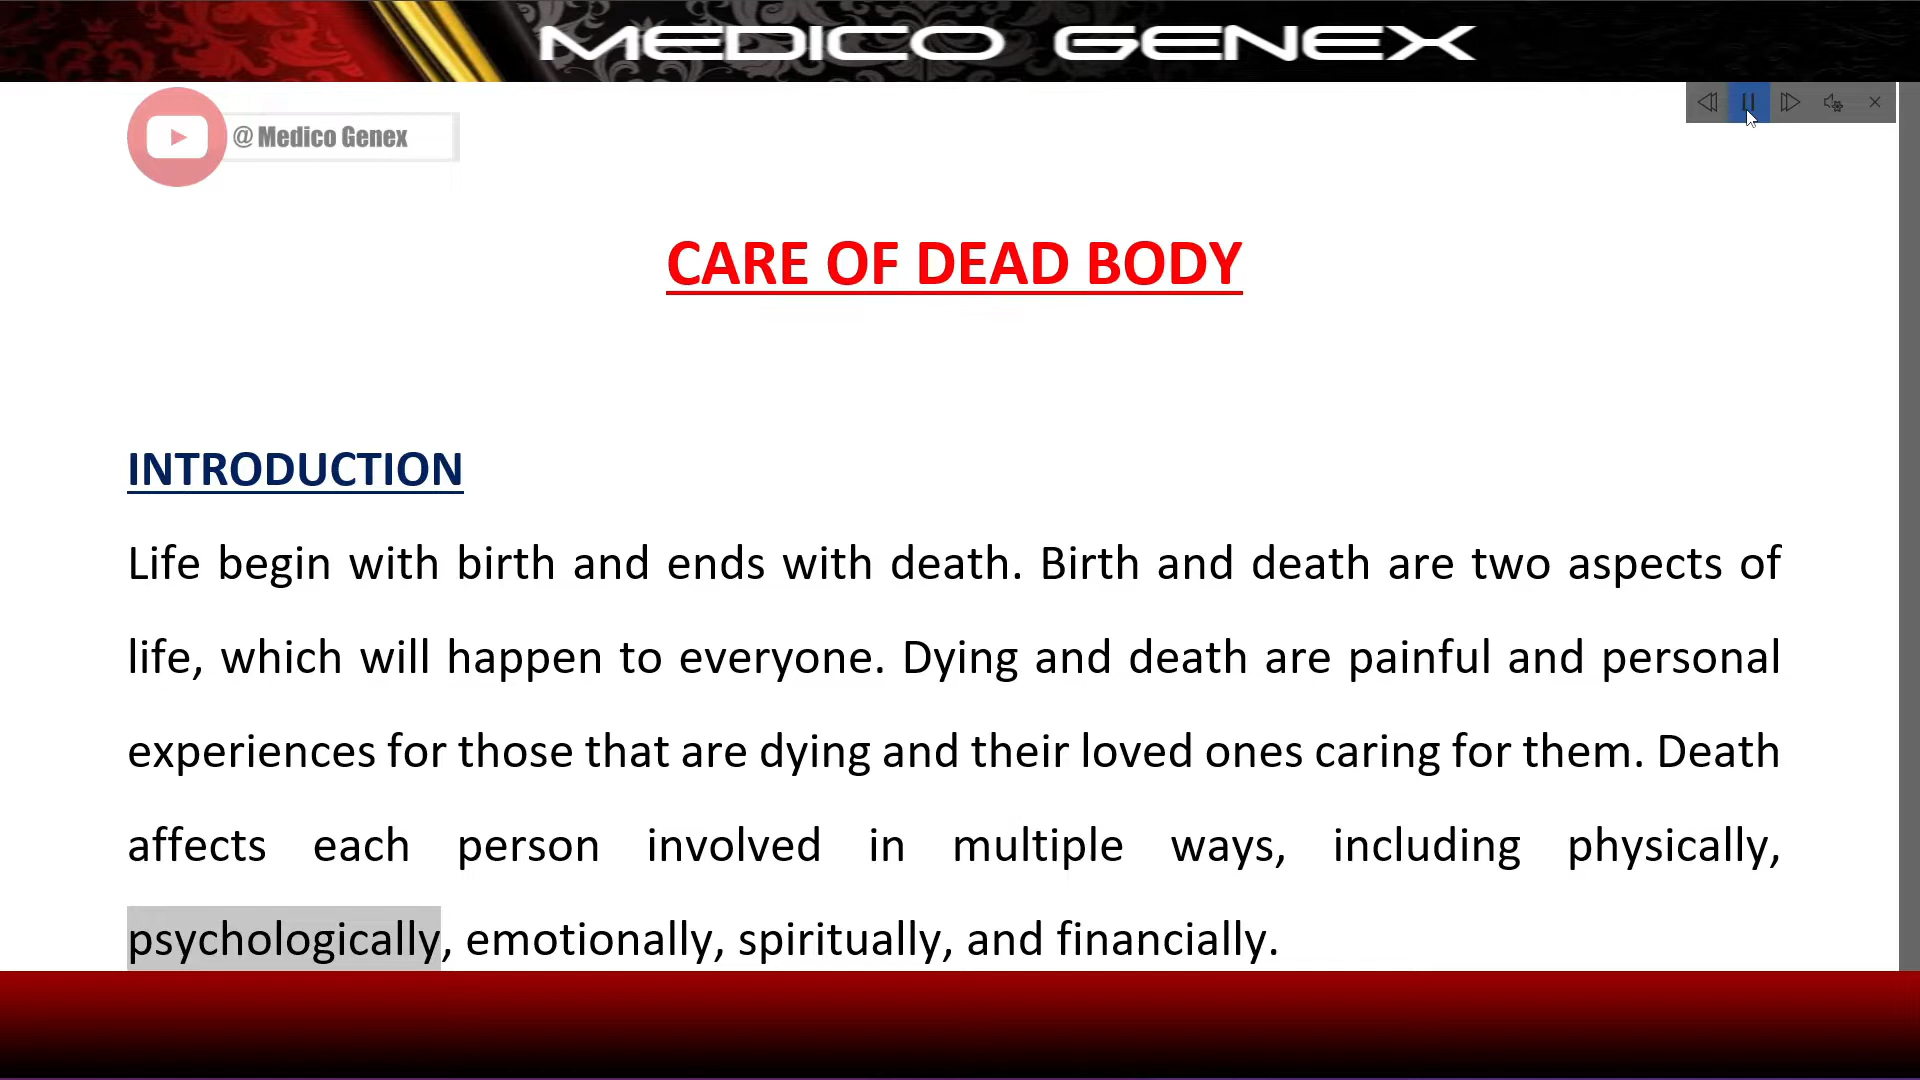 MEDICO GENEX
@ Medico Genex
CARE OF DEAD BODY
INTRODUCTION
Life begin with birth and ends with death. Birth and death are two aspects of
life, which will happen to everyone. Dying and death are painful and personal
experiences for those that are dying and their loved ones caring for them. Death
affects each person involved in multiple ways, including physically,
psychologically, emotionally, spiritually, and financially.